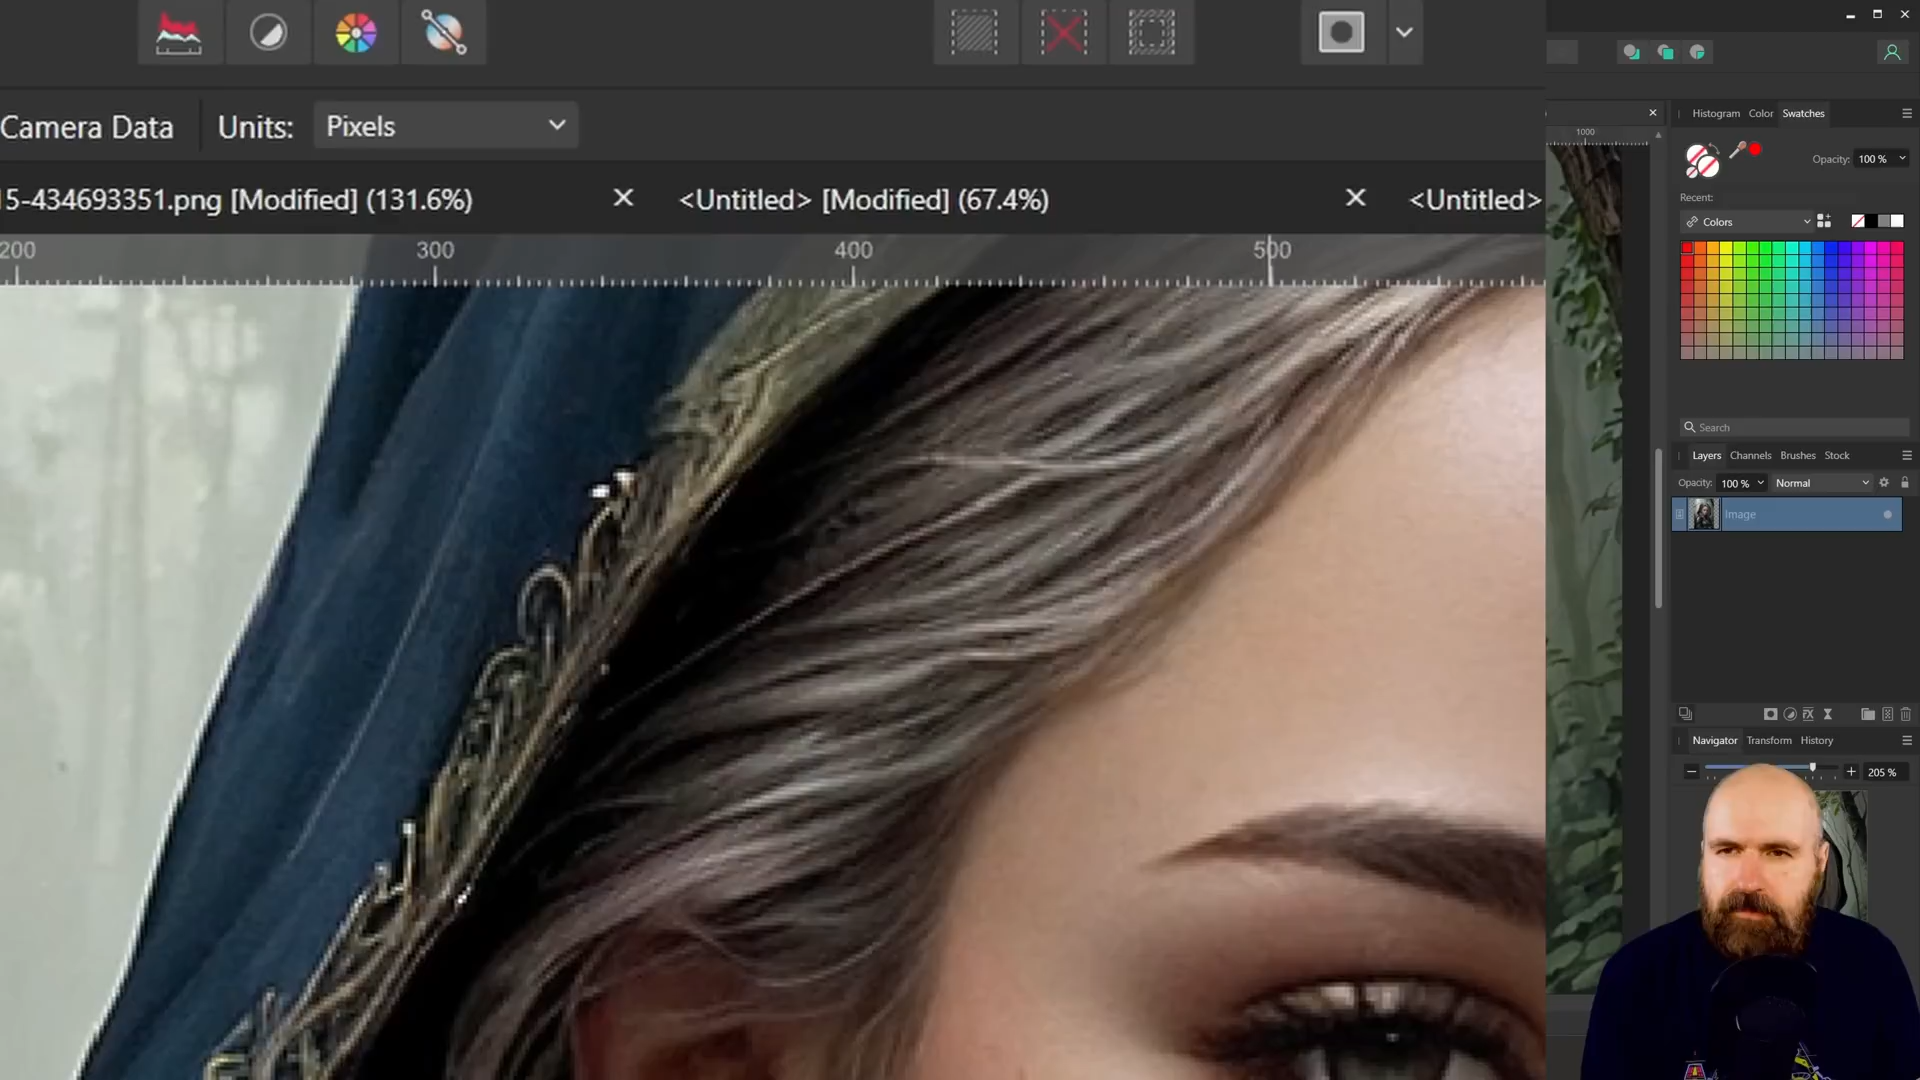 Camera Data Units: Pixels
15-434693351.png [Modified] (131.6%) <Untitled> [Modified] (67.4%) <Untitled>
200 300 400 500
1000
Histogram Color Swatches
Opacity: 100 %
Recent:
Colors
Search
Layers Channels Brushes Stock
Opacity: 100 % Normal
Image
Navigator Transform History
205 %